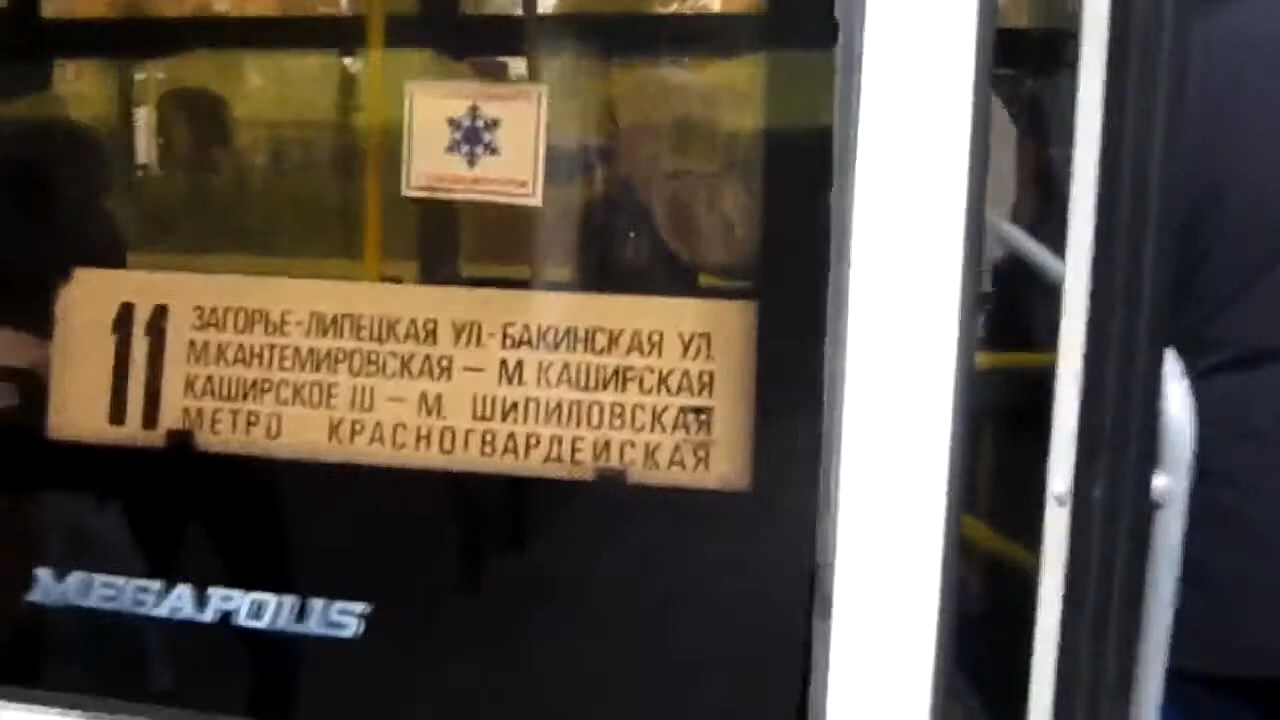 11
ЗАГОРЬЕ-ЛИПЕЦКАЯ УЛ.-БАКИНСКАЯ УЛ.
М.КАНТЕМИРОВСКАЯ — М. КАШИРСКАЯ
КАШИРСКОЕ Ш — М. ШИПИЛОВСКАЯ
МЕТРО КРАСНОГВАРДЕЙСКАЯ
MEGAPOLIS